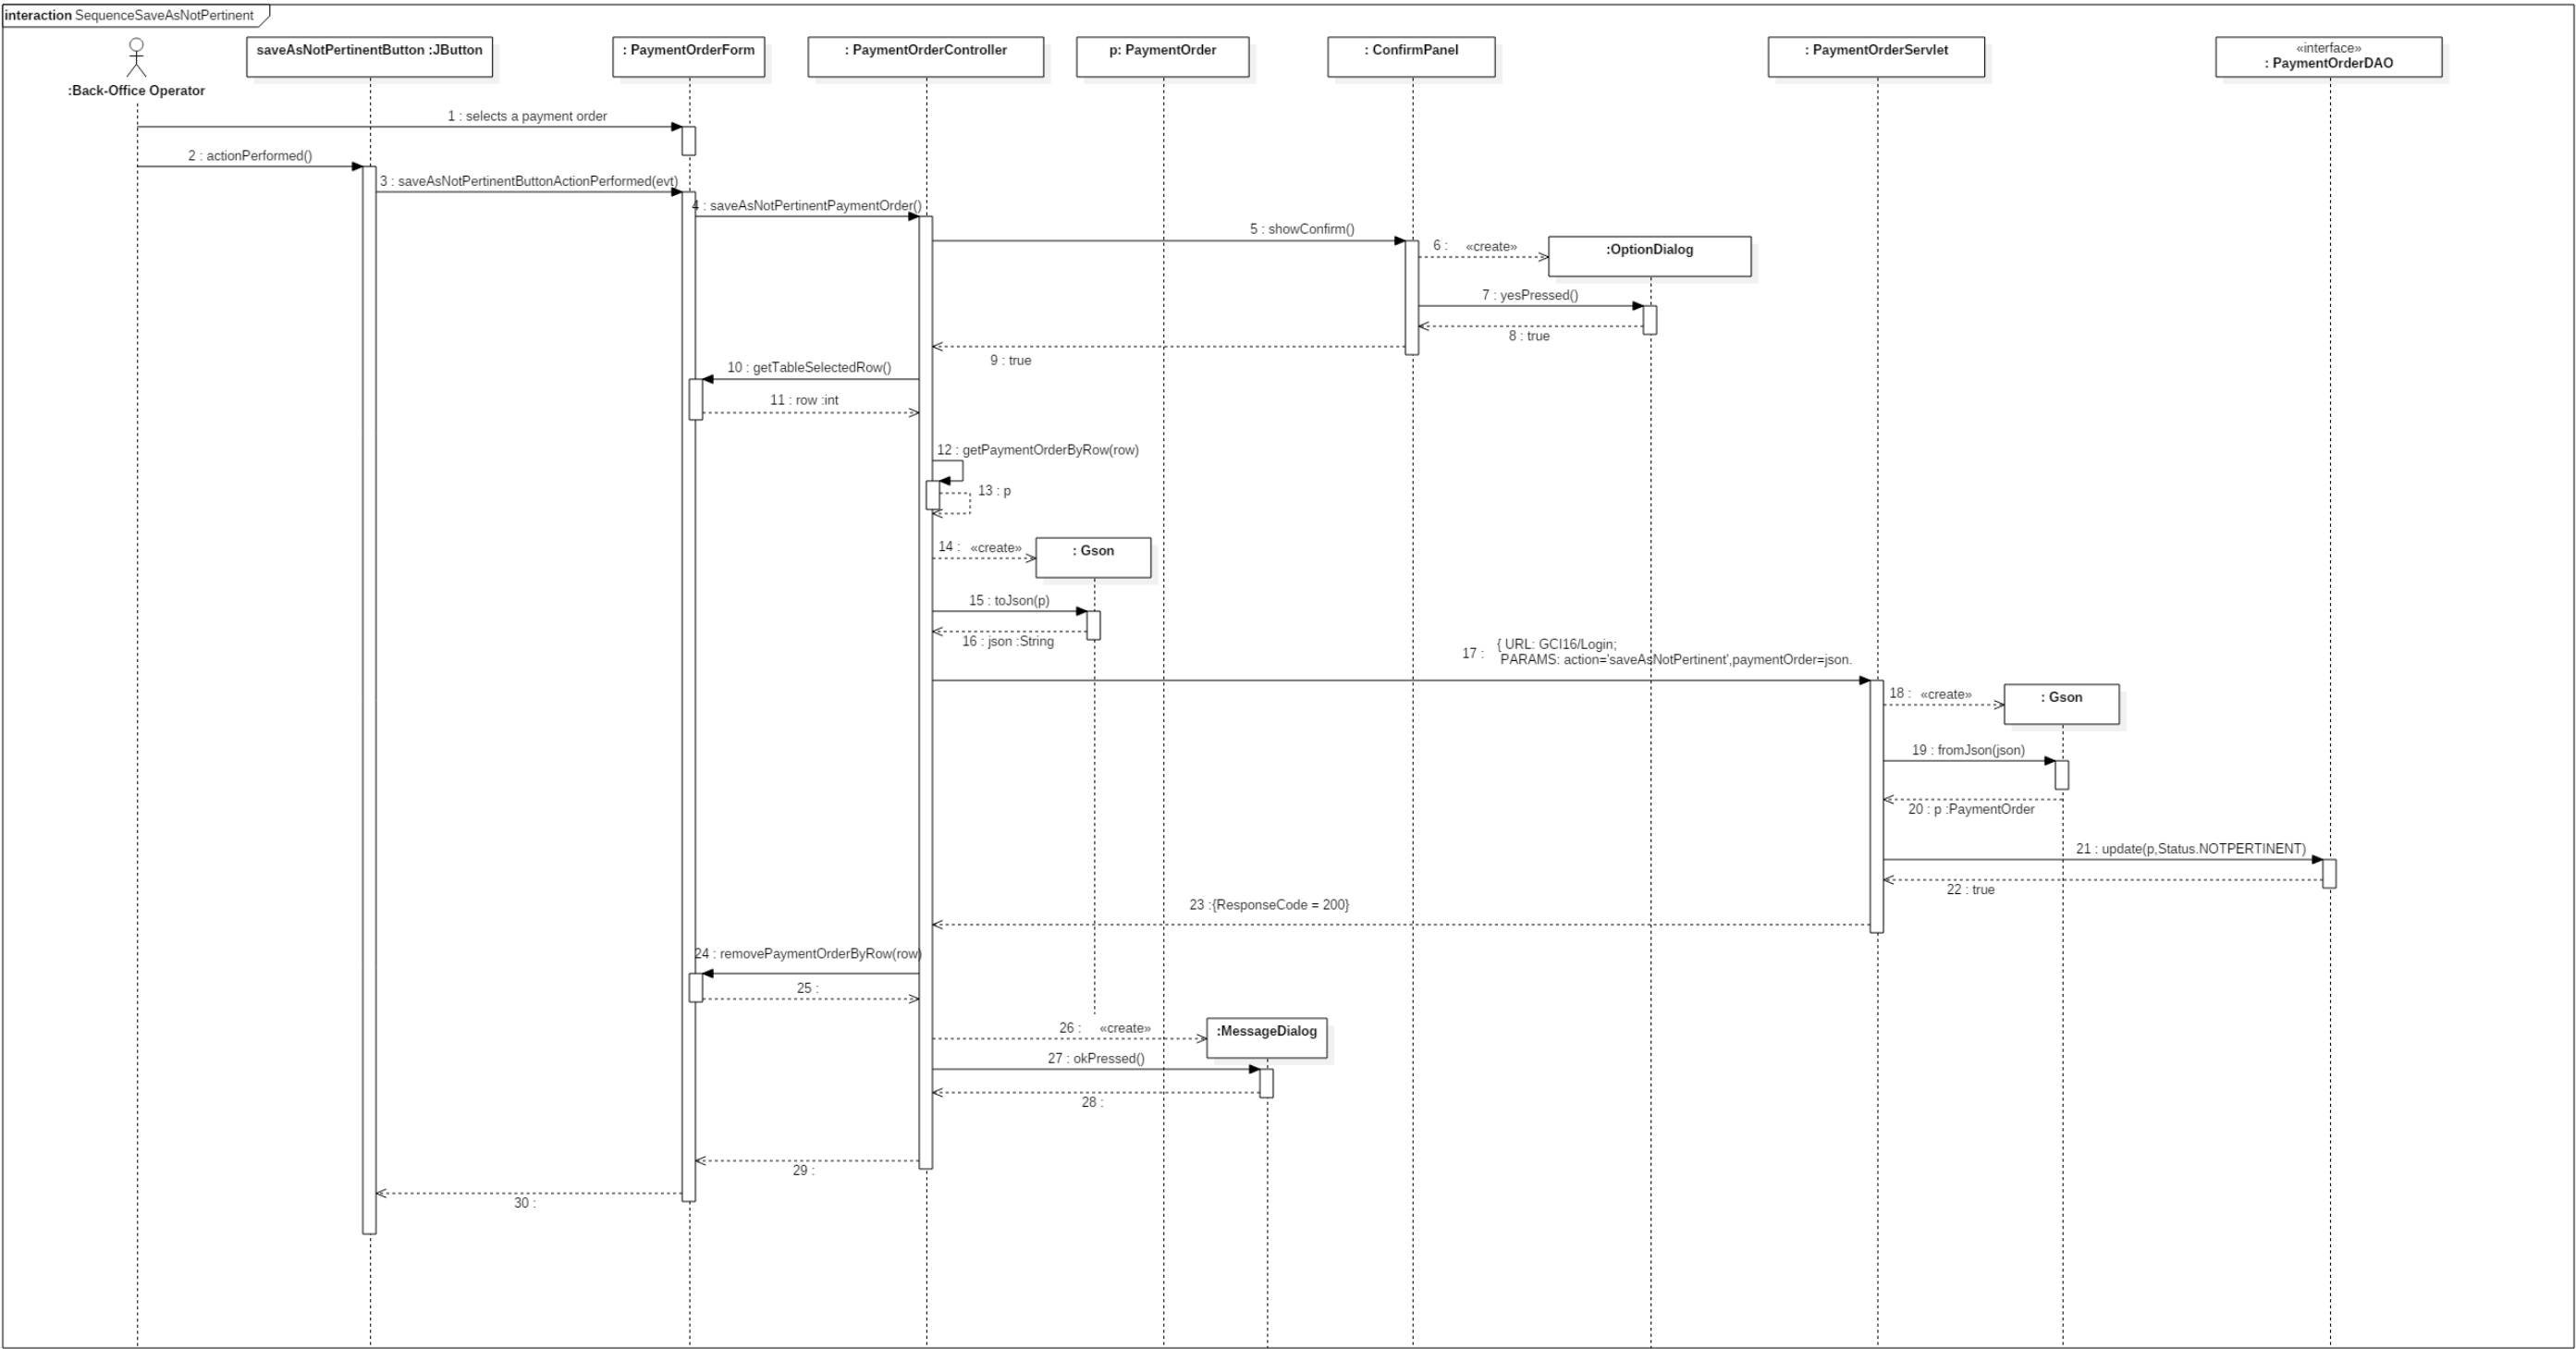 interaction SequenceSaveAsNotPertinent
:Back-Office Operator
saveAsNotPertinentButton :JButton
: PaymentOrderForm
: PaymentOrderController
p: PaymentOrder
: ConfirmPanel
: PaymentOrderServlet
«interface»
: PaymentOrderDAO
1 : selects a payment order
2 : actionPerformed()
3 : saveAsNotPertinentButtonActionPerformed(evt)
4 : saveAsNotPertinentPaymentOrder()
5 : showConfirm()
6 : «create»
:OptionDialog
7 : yesPressed()
8 : true
9 : true
10 : getTableSelectedRow()
11 : row :int
12 : getPaymentOrderByRow(row)
13 : p
14 : «create»
: Gson
15 : toJson(p)
16 : json :String
17 : { URL: GCI16/Login;
PARAMS: action='saveAsNotPertinent',paymentOrder=json.
18 : «create»
: Gson
19 : fromJson(json)
20 : p :PaymentOrder
21 : update(p,Status.NOTPERTINENT)
22 : true
23 :{ResponseCode = 200}
24 : removePaymentOrderByRow(row)
25 :
26 : «create»
:MessageDialog
27 : okPressed()
28 :
29 :
30 :